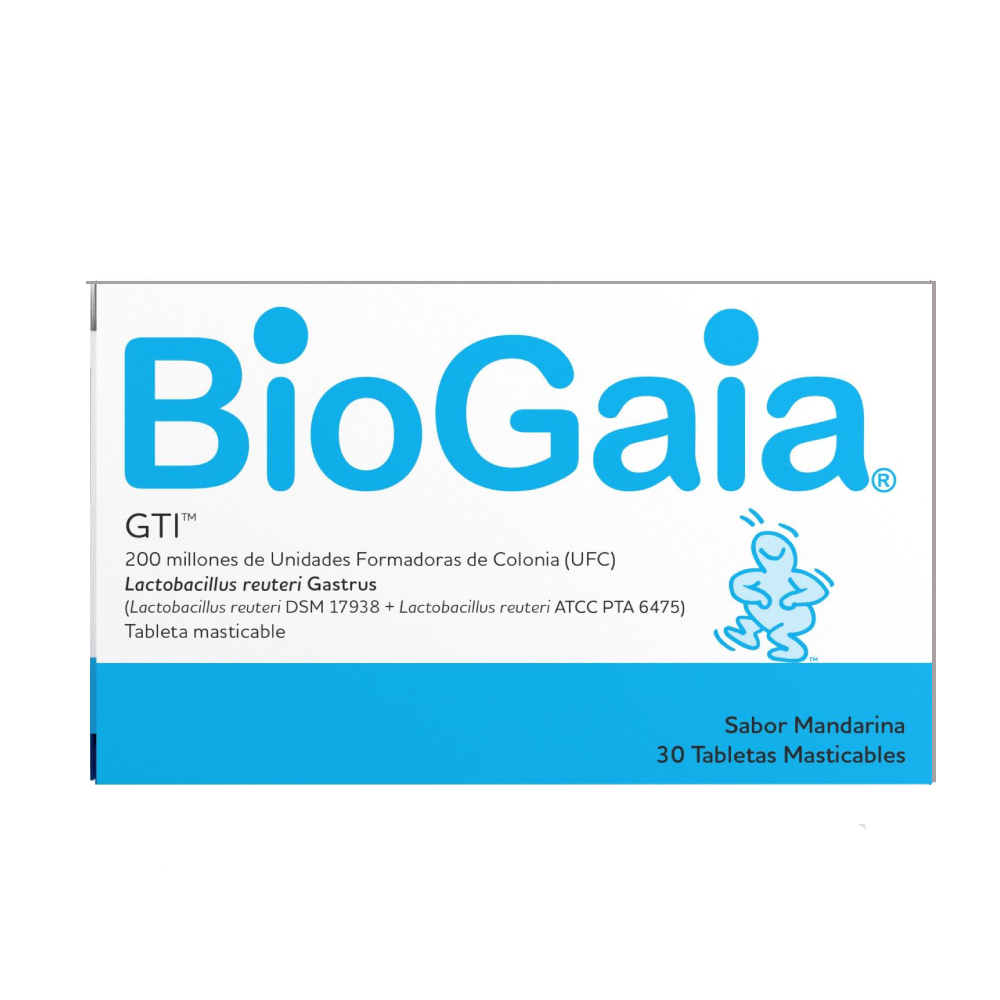 BioGaia®
GTI™
200 millones de Unidades Formadoras de Colonia (UFC)
Lactobacillus reuteri Gastrus
(Lactobacillus reuteri DSM 17938 + Lactobacillus reuteri ATCC PTA 6475)
Tableta masticable
™
Sabor Mandarina
30 Tabletas Masticables